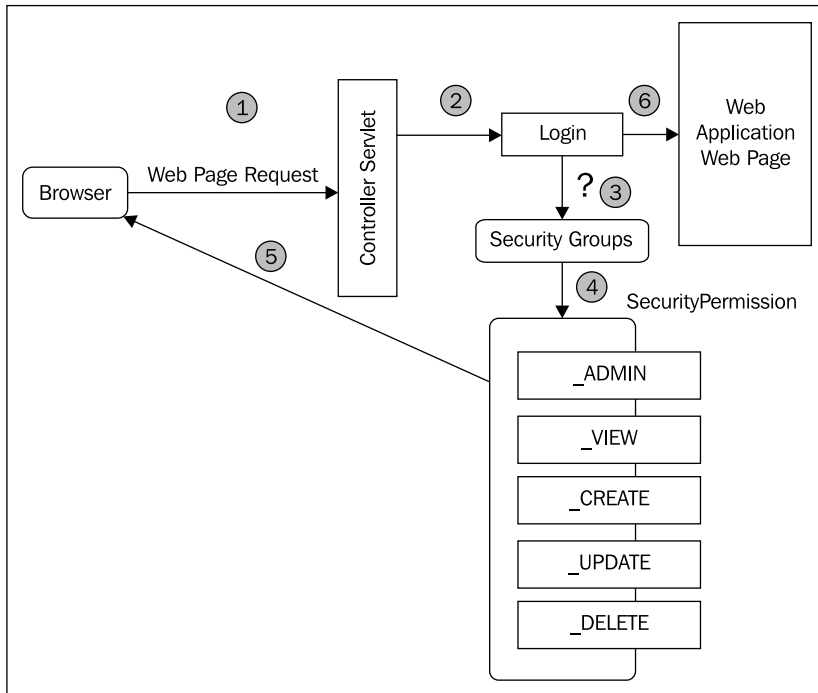 1
2
6
Web
Application
Web Page
Login
Controller Servlet
Web Page Request
Browser
?
3
Security Groups
5
4
SecurityPermission
_ADMIN
_VIEW
_CREATE
_UPDATE
_DELETE